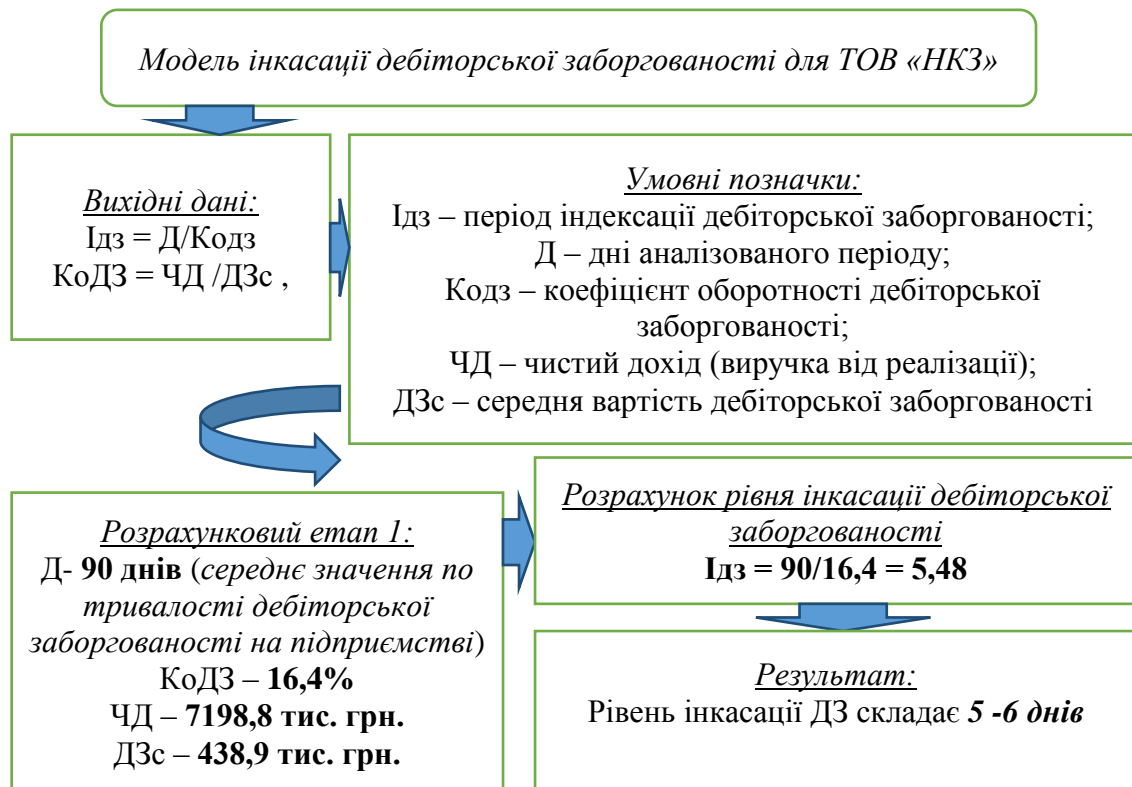 Модель інкасації дебіторської заборгованості для ТОВ «НКЗ»
Вихідні дані:
Ідз = Д/Кодз
КоДЗ = ЧД /ДЗс ,
Умовні позначки:
Ідз – період індексації дебіторської заборгованості;
Д – дні аналізованого періоду;
Кодз – коефіцієнт оборотності дебіторської
заборгованості;
ЧД – чистий дохід (виручка від реалізації);
ДЗс – середня вартість дебіторської заборгованості
Розрахунковий етап 1:
Д- 90 днів (середнє значення по
тривалості дебіторської
заборгованості на підприємстві)
КоДЗ – 16,4%
ЧД – 7198,8 тис. грн.
ДЗс – 438,9 тис. грн.
Розрахунок рівня інкасації дебіторської
заборгованості
Ідз = 90/16,4 = 5,48
Результат:
Рівень інкасації ДЗ складає 5 -6 днів